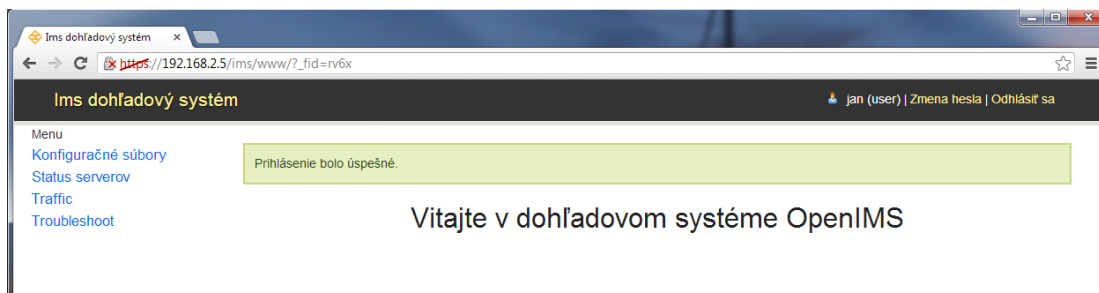 Ims dohľadový systém
https://192.168.2.5/ims/www/?_fid=rv6x
Ims dohľadový systém
jan (user) | Zmena hesla | Odhlásiť sa
Menu
Konfiguračné súbory
Prihlásenie bolo úspešné.
Status serverov
Traffic
Troubleshoot
Vitajte v dohľadovom systéme OpenIMS